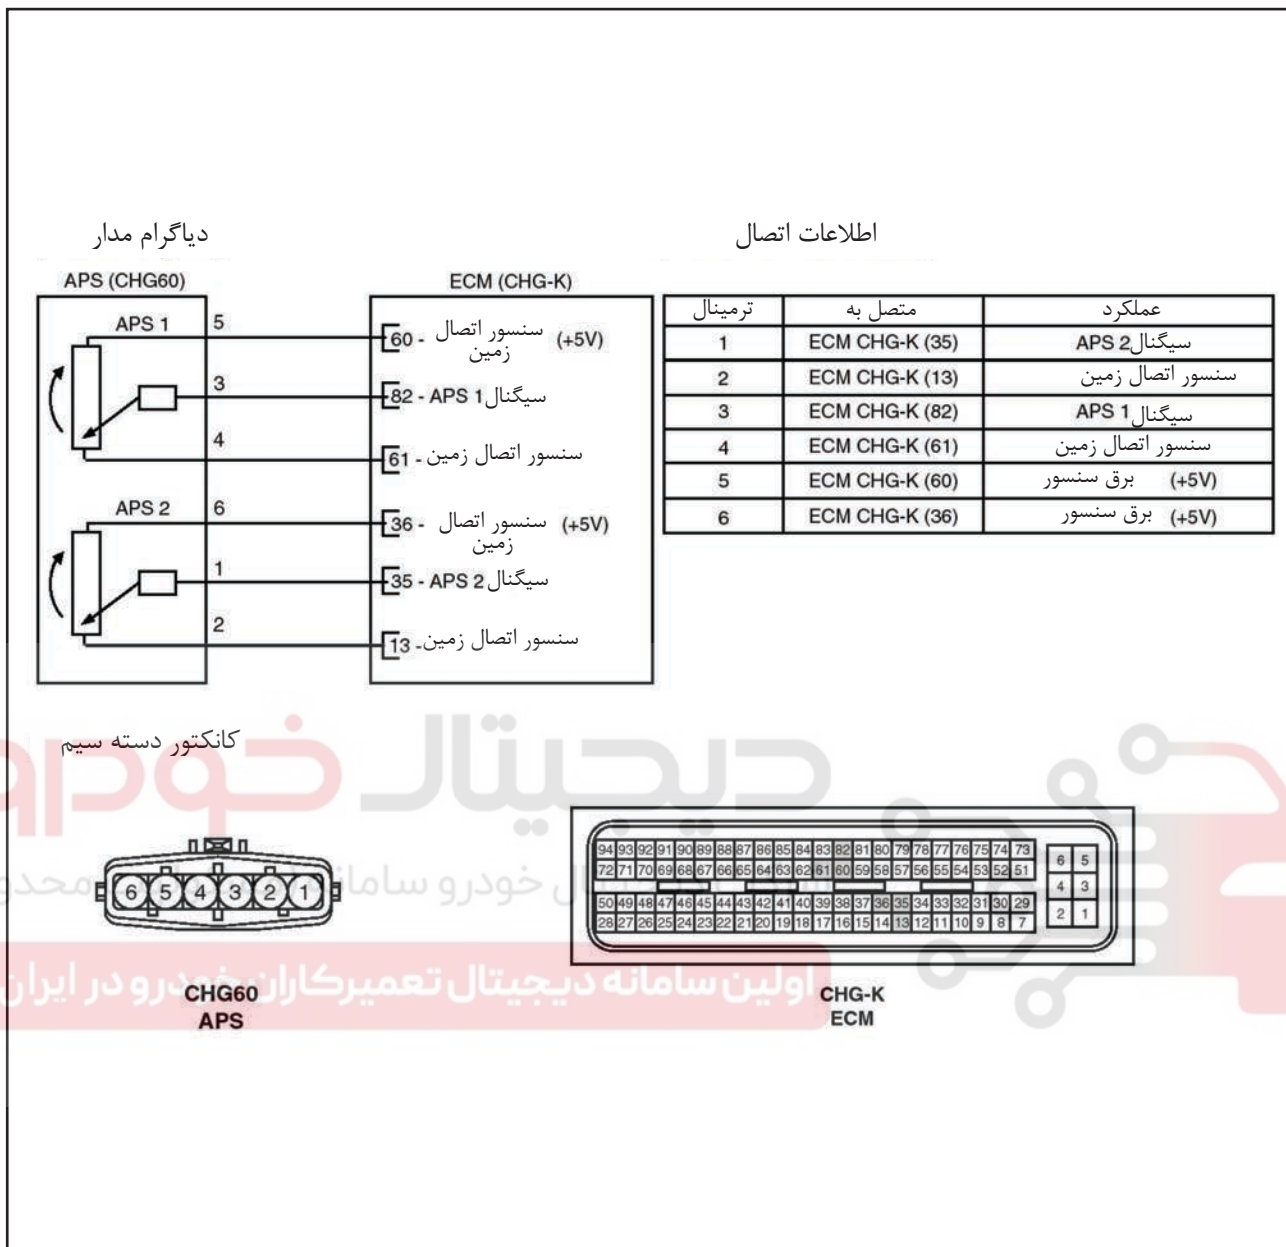 دیاگرام مدار
اطلاعات اتصال
APS (CHG60)
ECM (CHG-K)
APS 1
5
60 - سنسور اتصال زمین (+5V)
3
82 - APS 1 سیگنال
4
61 - سنسور اتصال زمین
APS 2
6
36 - سنسور اتصال زمین (+5V)
1
35 - APS 2 سیگنال
2
13 - سنسور اتصال زمین
ترمینال متصل به عملکرد
1 ECM CHG-K (35) سیگنال APS 2
2 ECM CHG-K (13) سنسور اتصال زمین
3 ECM CHG-K (82) سیگنال APS 1
4 ECM CHG-K (61) سنسور اتصال زمین
5 ECM CHG-K (60) برق سنسور (+5V)
6 ECM CHG-K (36) برق سنسور (+5V)
کانکتور دسته سیم
دیجیتال خودرو
6 5 4 3 2 1
94 93 92 91 90 89 88 87 86 85 84 83 82 81 80 79 78 77 76 75 74 73
72 71 70 69 68 67 66 65 64 63 62 61 60 59 58 57 56 55 54 53 52 51
50 49 48 47 46 45 44 43 42 41 40 39 38 37 36 35 34 33 32 31 30 29
28 27 26 25 24 23 22 21 20 19 18 17 16 15 14 13 12 11 10 9 8 7
6 5
4 3
2 1
دیجیتال خودرو سامانه
اولین سامانه دیجیتال تعمیرکاران خودرو در ایران
CHG60
APS
CHG-K
ECM